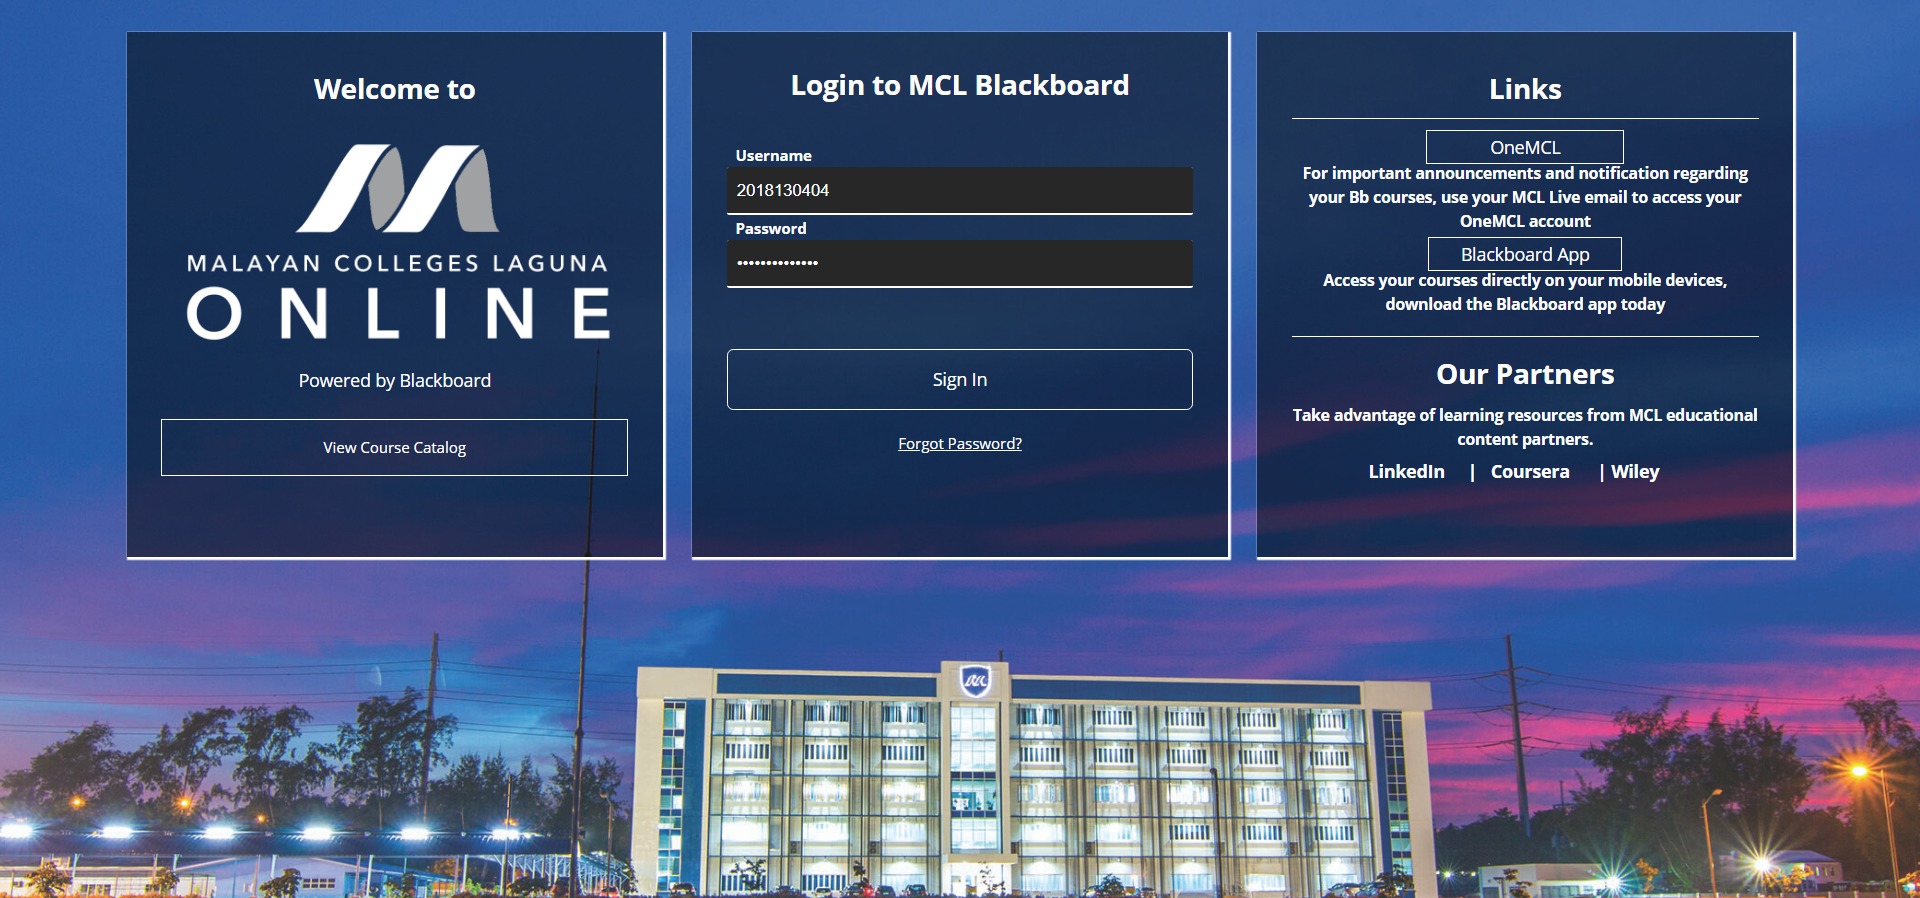 Welcome to
MALAYAN COLLEGES LAGUNA
ONLINE
Powered by Blackboard
View Course Catalog
Login to MCL Blackboard
Username
2018130404
Password
••••••••••••••
Sign In
Forgot Password?
Links
OneMCL
For important announcements and notification regarding
your Bb courses, use your MCL Live email to access your
OneMCL account
Blackboard App
Access your courses directly on your mobile devices,
download the Blackboard app today
Our Partners
Take advantage of learning resources from MCL educational
content partners.
LinkedIn | Coursera | Wiley